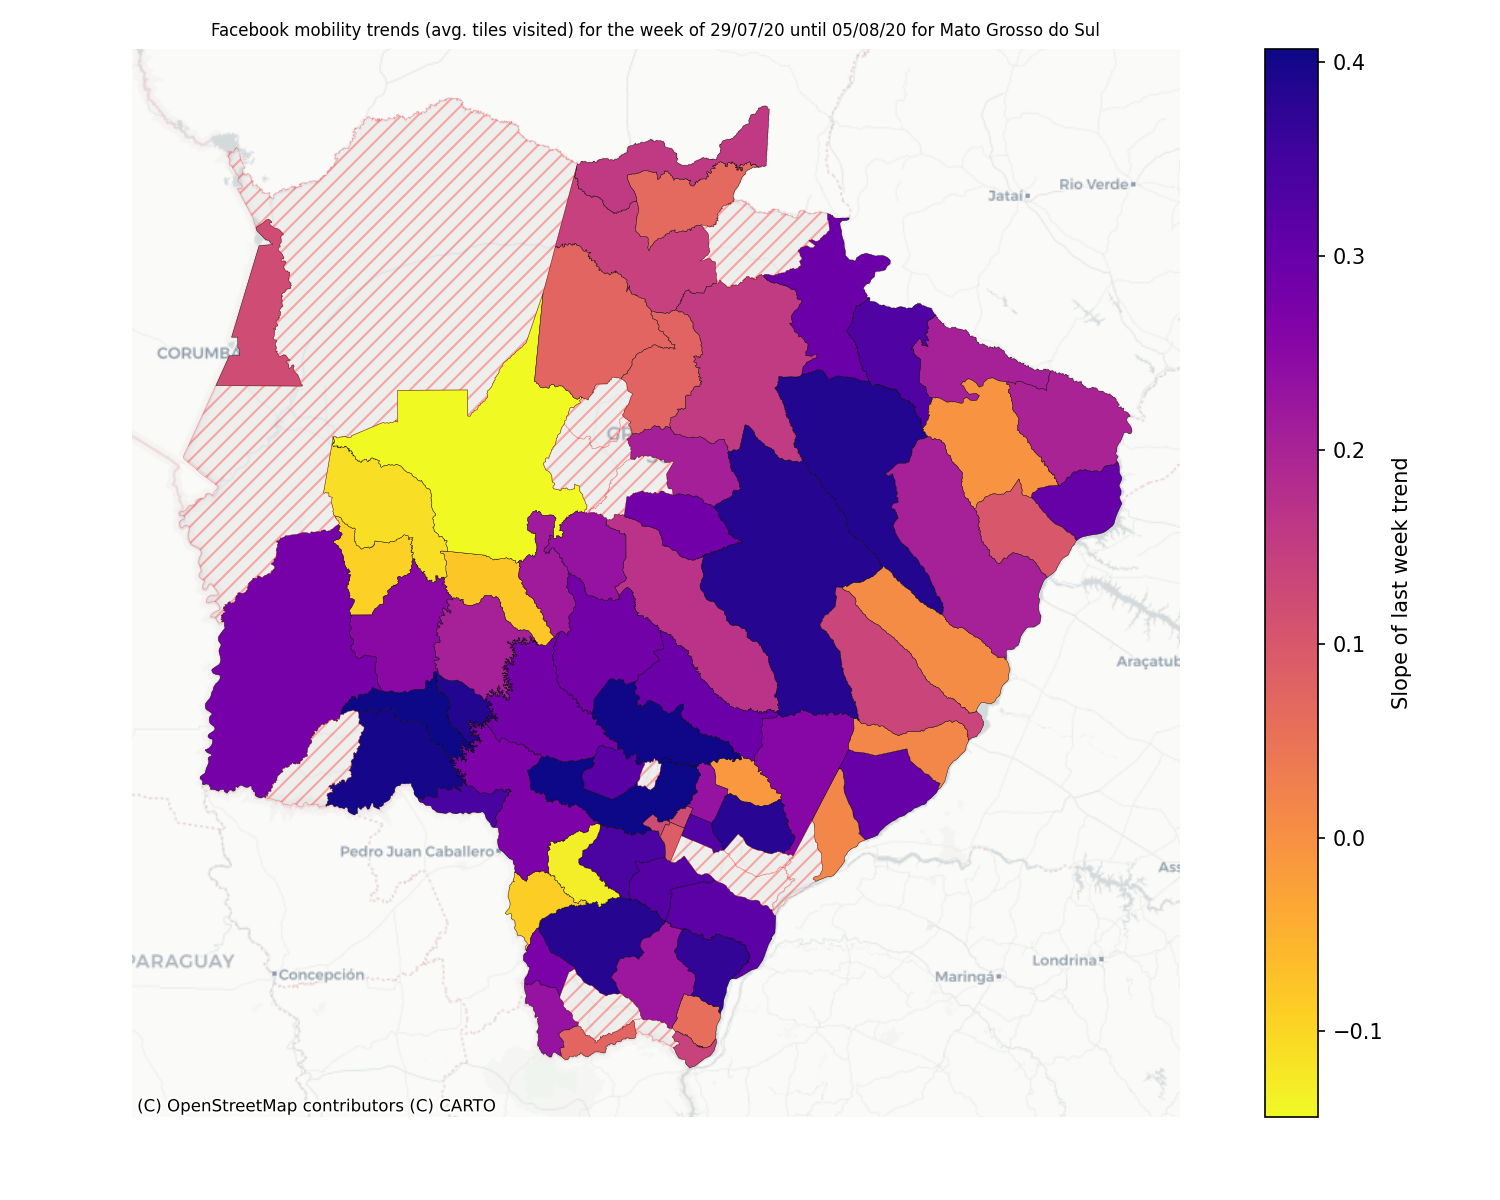 Facebook mobility trends (avg. tiles visited) for the week of 29/07/20 until 05/08/20 for Mato Grosso do Sul
0.4
0.3
0.2
0.1
0.0
−0.1
Slope of last week trend
Rio Verde
Jataí
CORUMBÁ
Araçatub
Pedro Juan Caballero
Ass
PARAGUAY
Concepción
Londrina
Maringá
(C) OpenStreetMap contributors (C) CARTO